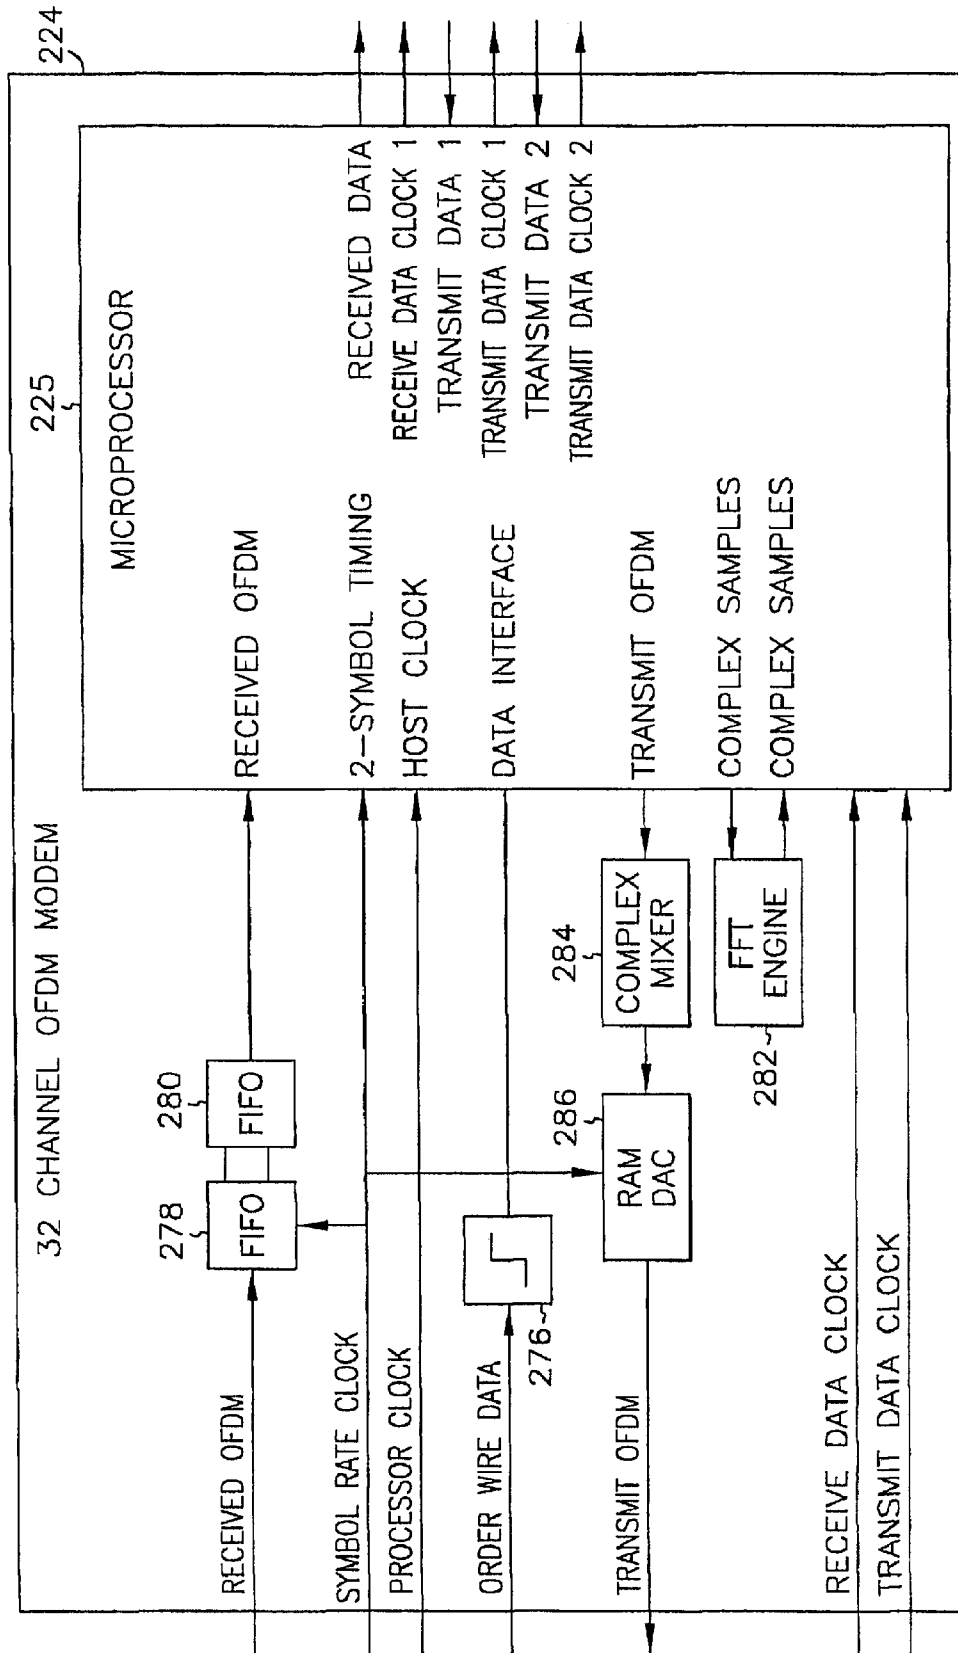 224
32 CHANNEL OFDM MODEM
225
MICROPROCESSOR
RECEIVED OFDM
278
FIFO
280
FIFO
RECEIVED OFDM
RECEIVED DATA
SYMBOL RATE CLOCK
2-SYMBOL TIMING
RECEIVE DATA CLOCK 1
PROCESSOR CLOCK
HOST CLOCK
TRANSMIT DATA 1
ORDER WIRE DATA
276
DATA INTERFACE
TRANSMIT DATA CLOCK 1
TRANSMIT DATA 2
TRANSMIT DATA CLOCK 2
TRANSMIT OFDM
286
RAM
DAC
284
COMPLEX
MIXER
TRANSMIT OFDM
282
FFT
ENGINE
COMPLEX SAMPLES
COMPLEX SAMPLES
RECEIVE DATA CLOCK
TRANSMIT DATA CLOCK